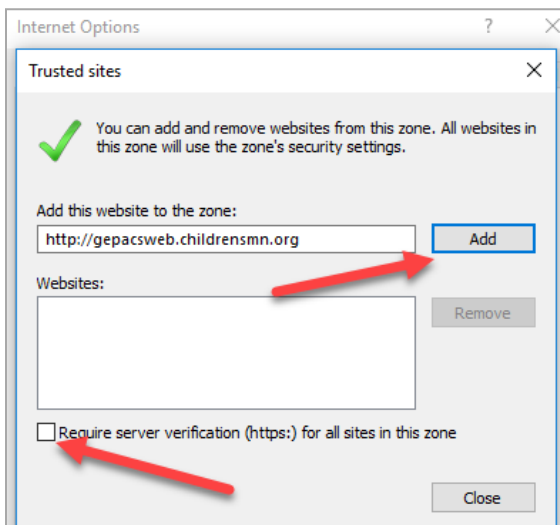 Internet Options ? X
Trusted sites X
You can add and remove websites from this zone. All websites in
this zone will use the zone's security settings.
Add this website to the zone:
http://gepacsweb.childrensmn.org Add
Websites:
Remove
Require server verification (https:) for all sites in this zone
Close